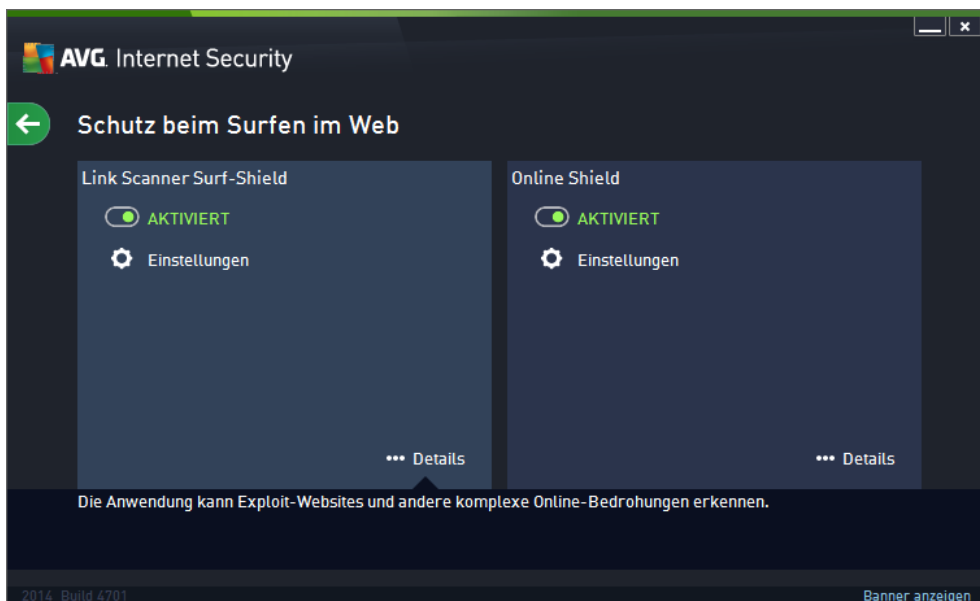 AVG. Internet Security
Schutz beim Surfen im Web
Link Scanner Surf-Shield
AKTIVIERT
Einstellungen
••• Details
Online Shield
AKTIVIERT
Einstellungen
••• Details
Die Anwendung kann Exploit-Websites und andere komplexe Online-Bedrohungen erkennen.
2014 Build 4701
Banner anzeigen